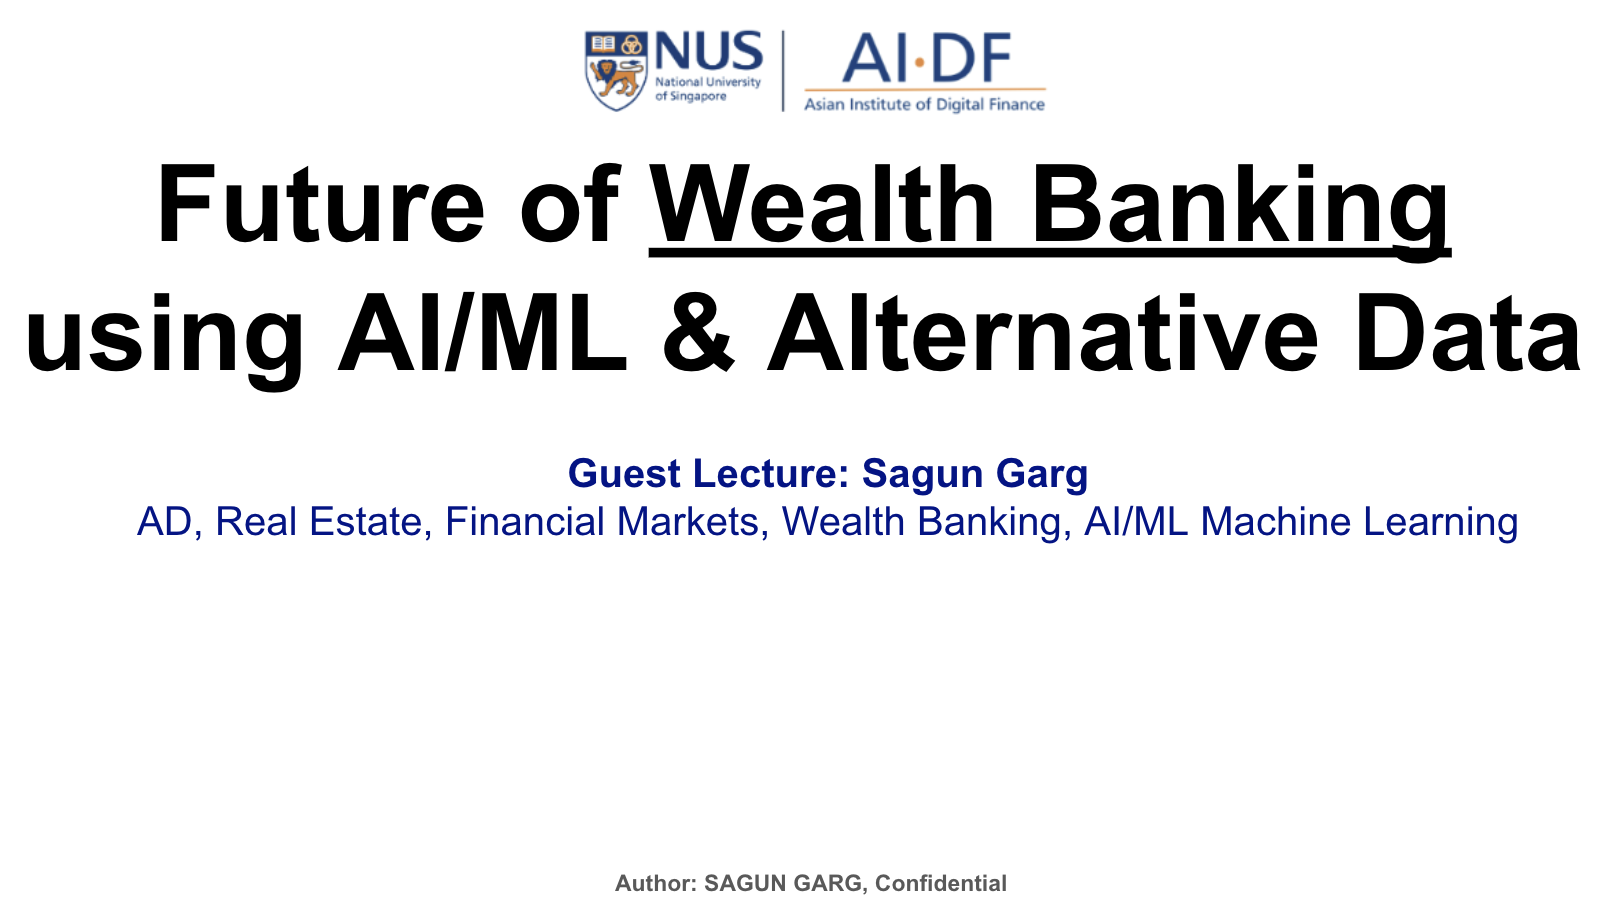 NUS
National University
of Singapore
AI·DF
Asian Institute of Digital Finance
Future of Wealth Banking
using AI/ML & Alternative Data
Guest Lecture: Sagun Garg
AD, Real Estate, Financial Markets, Wealth Banking, AI/ML Machine Learning
Author: SAGUN GARG, Confidential